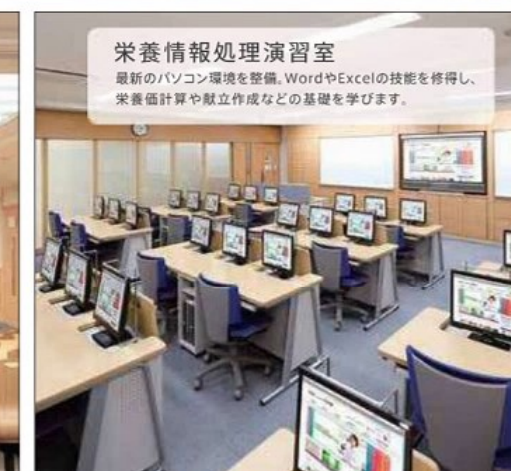 栄養情報処理演習室
最新のパソコン環境を整備。WordやExcelの技能を修得し、
栄養価計算や献立作成などの基礎を学びます。